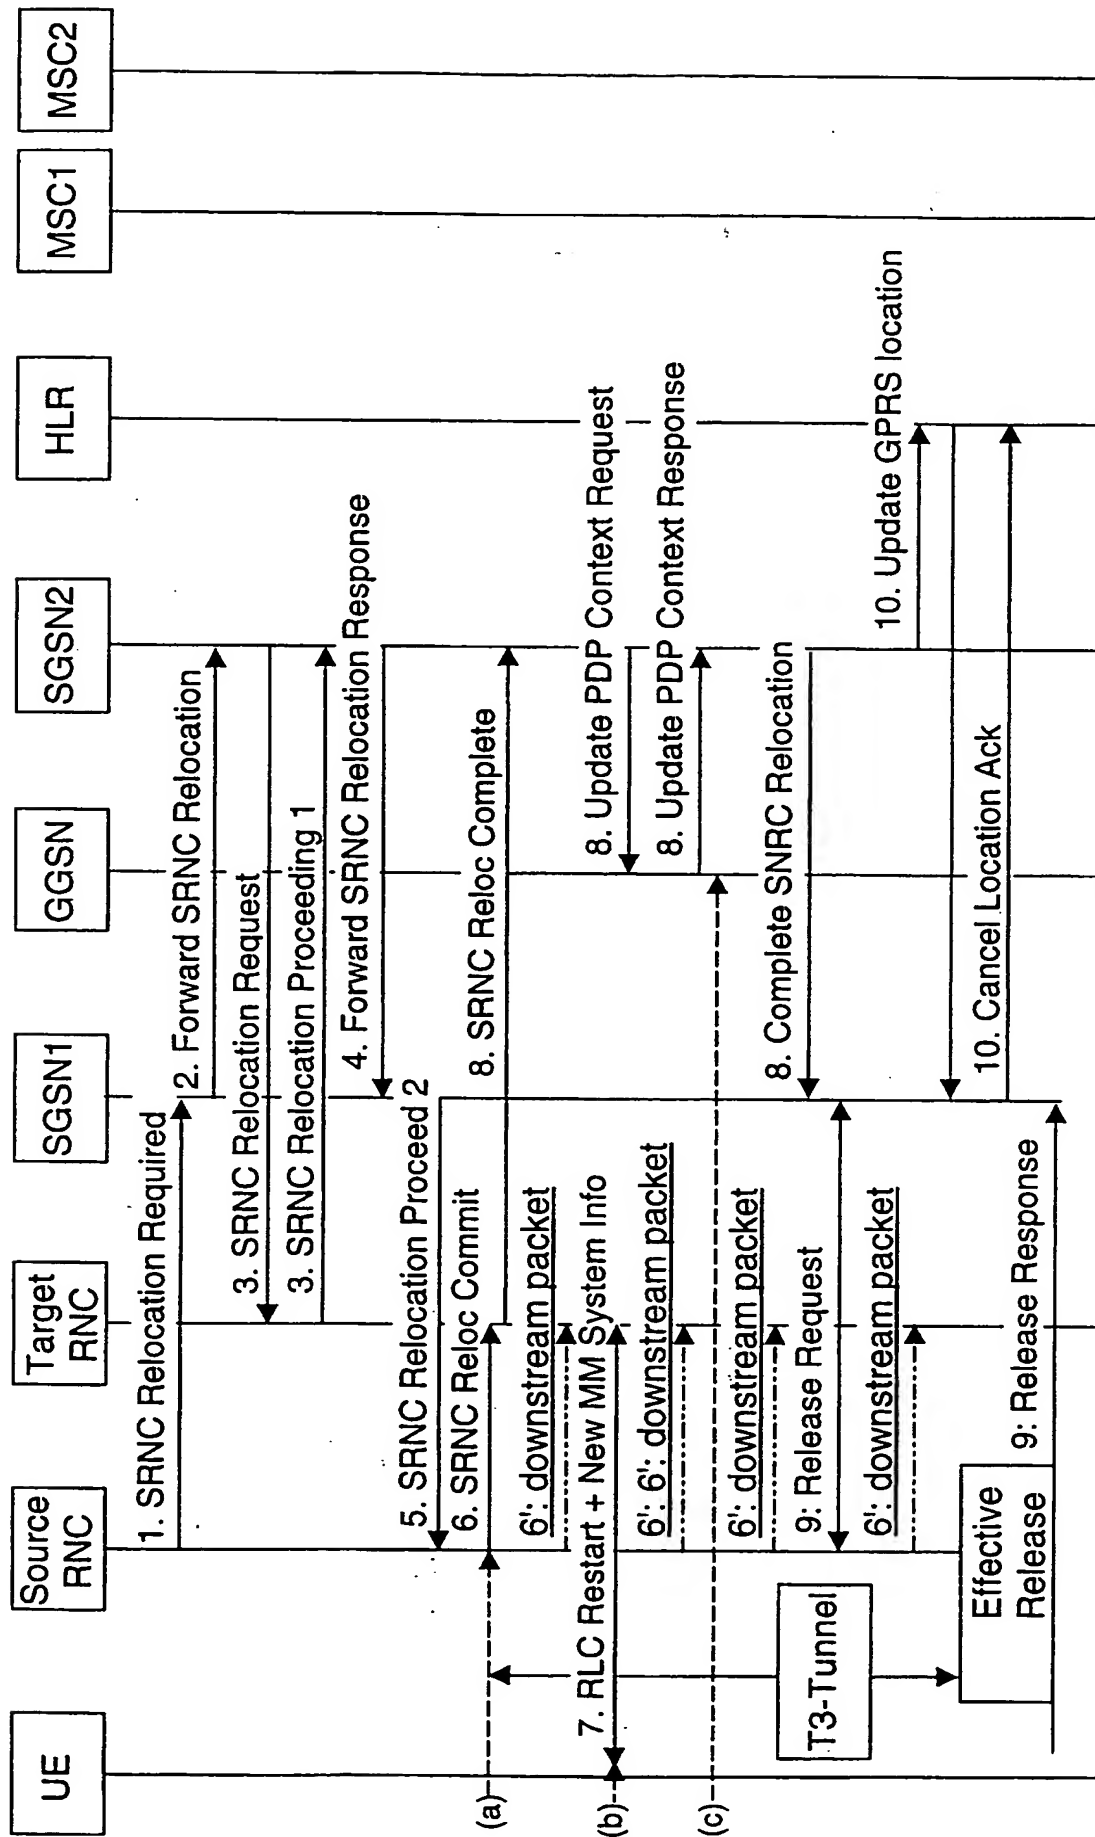 UE
Source
RNC
Target
RNC
SGSN1
GGSN
SGSN2
HLR
MSC1
MSC2
1. SRNC Relocation Required
2. Forward SRNC Relocation
3. SRNC Relocation Request
3. SRNC Relocation Proceeding 1
4. Forward SRNC Relocation Response
5. SRNC Relocation Proceed 2
6. SRNC Reloc Commit
(a)
8. SRNC Reloc Complete
6': downstream packet
7. RLC Restart + New MM System Info
(b)
8. Update PDP Context Request
6': 6': downstream packet
8. Update PDP Context Response
(c)
6': downstream packet
8. Complete SNRC Relocation
9: Release Request
T3-Tunnel
6': downstream packet
10. Update GPRS location
10. Cancel Location Ack
Effective
Release
9: Release Response